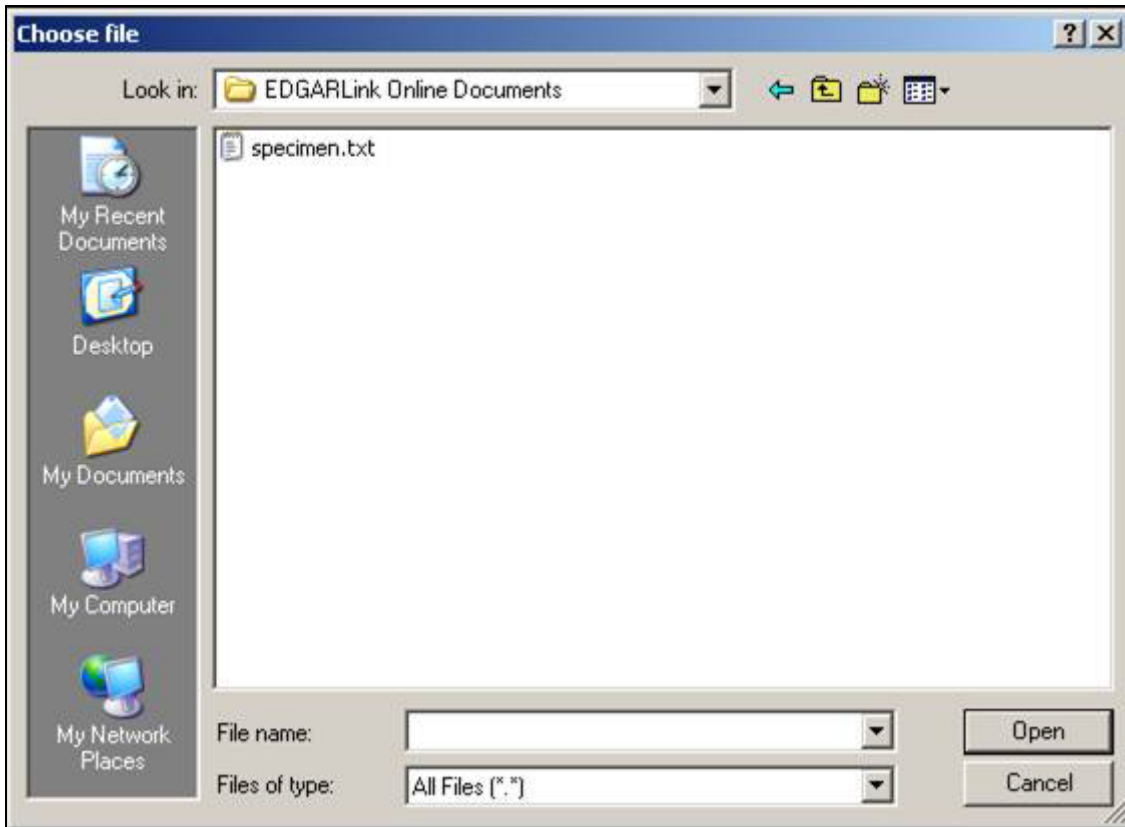 Choose file
Look in: EDGARLink Online Documents
specimen.txt
My Recent
Documents
Desktop
My Documents
My Computer
My Network
Places
File name:
Open
Files of type: All Files (*.*)
Cancel